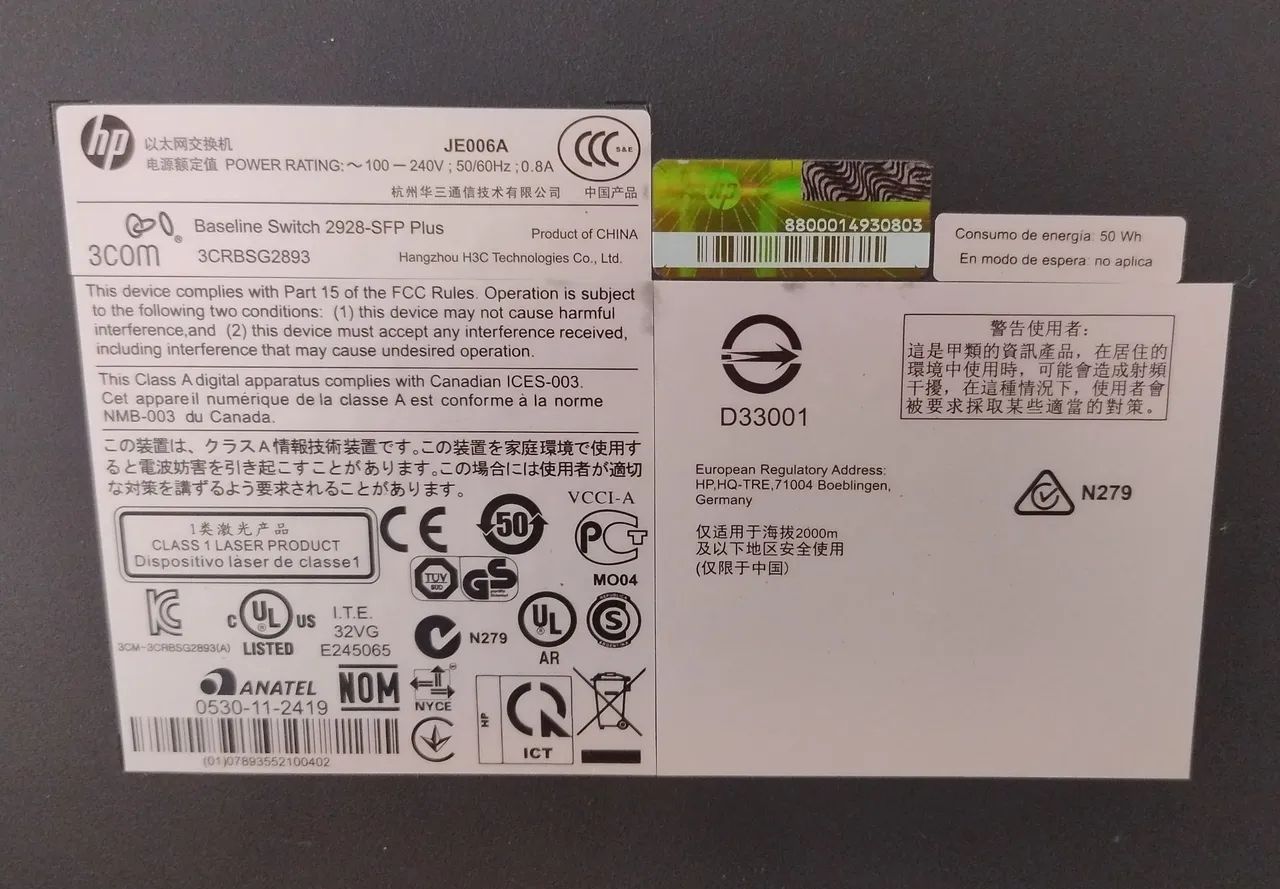 hp
以太网交换机
JE006A
电源额定值 POWER RATING:～100－240V ; 50/60Hz ; 0.8A
CCC S&E
杭州华三通信技术有限公司
中国产品
3COM®
Baseline Switch 2928-SFP Plus
Product of CHINA
3CRBSG2893
Hangzhou H3C Technologies Co., Ltd.
This device complies with Part 15 of the FCC Rules. Operation is subject
to the following two conditions: (1) this device may not cause harmful
interference,and (2) this device must accept any interference received,
including interference that may cause undesired operation.
This Class A digital apparatus complies with Canadian ICES-003.
Cet appareil numérique de la classe A est conforme à la norme
NMB-003 du Canada.
この装置は、クラスA情報技術装置です。この装置を家庭環境で使用す
ると電波妨害を引き起こすことがあります。この場合には使用者が適切
な対策を講ずるよう要求されることがあります。
VCCI-A
1类激光产品
CLASS 1 LASER PRODUCT
Dispositivo làser de classe1
CE
50
PCT
MO04
TUV
SUD
GS
KC
3CM-3CRBSG2893(A)
C UL US
LISTED
I.T.E.
32VG
E245065
N279
UL
AR
S
ANATEL
0530-11-2419
NOM
NYCE
HP
ICT
(01)07893552100402
hp
8800014930803
Consumo de energía: 50 Wh
En modo de espera: no aplica
D33001
警告使用者:
這是甲類的資訊產品，在居住的
環境中使用時，可能會造成射頻
干擾，在這種情況下，使用者會
被要求採取某些適當的對策。
European Regulatory Address:
HP,HQ-TRE,71004 Boeblingen,
Germany
N279
仅适用于海拔2000m
及以下地区安全使用
(仅限于中国)